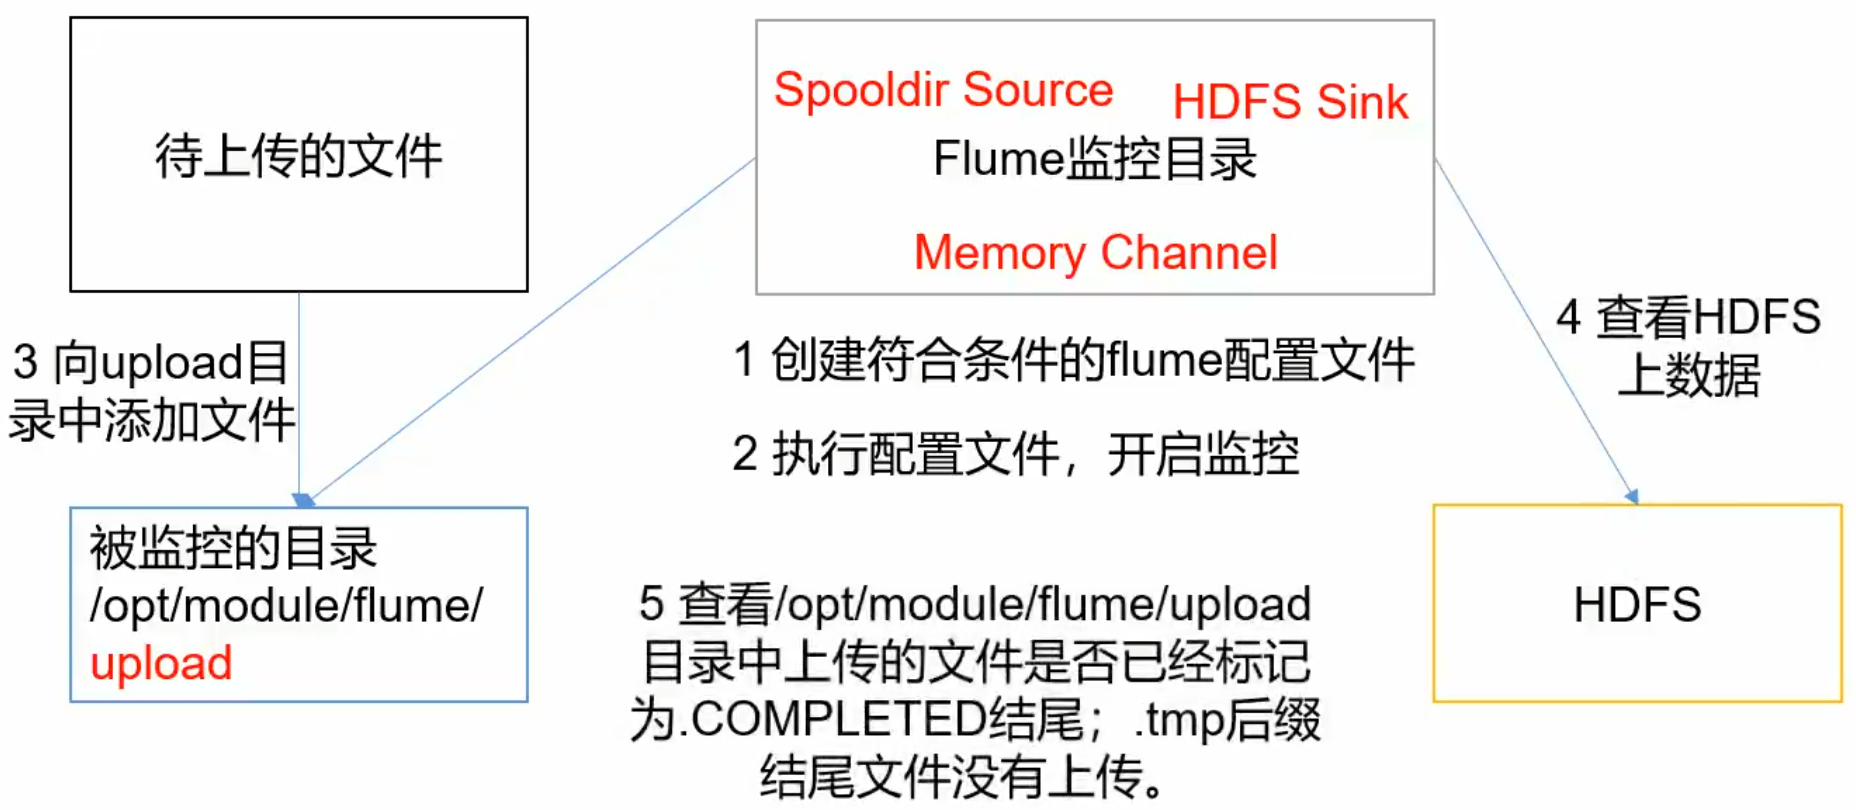 待上传的文件
Spooldir Source
HDFS Sink
Flume监控目录
Memory Channel
3 向upload目
录中添加文件
1 创建符合条件的flume配置文件
2 执行配置文件，开启监控
4 查看HDFS
上数据
被监控的目录
/opt/module/flume/
upload
5 查看/opt/module/flume/upload
目录中上传的文件是否已经标记
为.COMPLETED结尾；.tmp后缀
结尾文件没有上传。
HDFS